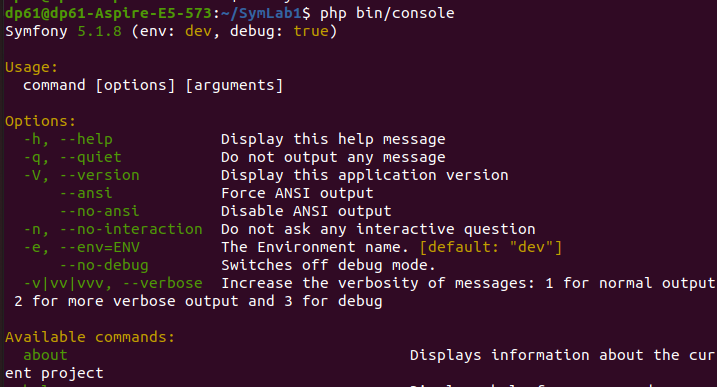 dp61@dp61-Aspire-E5-573:~/SymLab1$ php bin/console
Symfony 5.1.8 (env: dev, debug: true)
Usage:
command [options] [arguments]
Options:
-h, --help Display this help message
-q, --quiet Do not output any message
-V, --version Display this application version
--ansi Force ANSI output
--no-ansi Disable ANSI output
-n, --no-interaction Do not ask any interactive question
-e, --env=ENV The Environment name. [default: "dev"]
--no-debug Switches off debug mode.
-v|vv|vvv, --verbose Increase the verbosity of messages: 1 for normal output
2 for more verbose output and 3 for debug
Available commands:
about Displays information about the cur
ent project